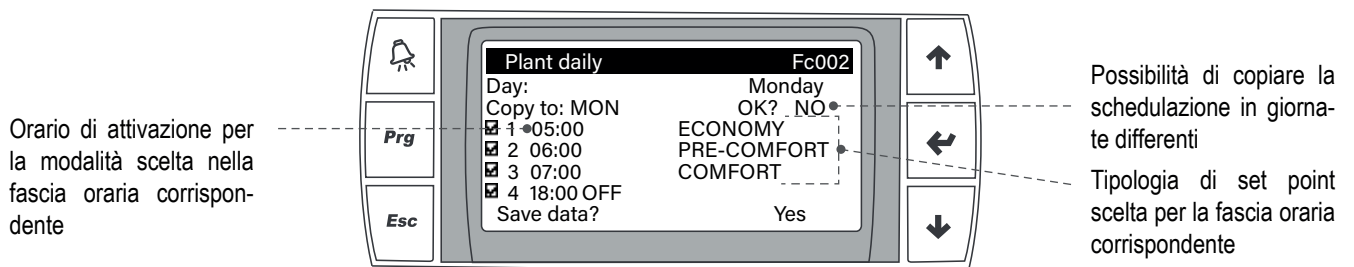 Orario di attivazione per
la modalità scelta nella
fascia oraria corrispon-
dente
Prg
Esc
Plant daily Fc002
Day: Monday
Copy to: MON OK? NO
1 05:00 ECONOMY
2 06:00 PRE-COMFORT
3 07:00 COMFORT
4 18:00 OFF
Save data? Yes
Possibilità di copiare la
schedulazione in giorna-
te differenti
Tipologia di set point
scelta per la fascia oraria
corrispondente